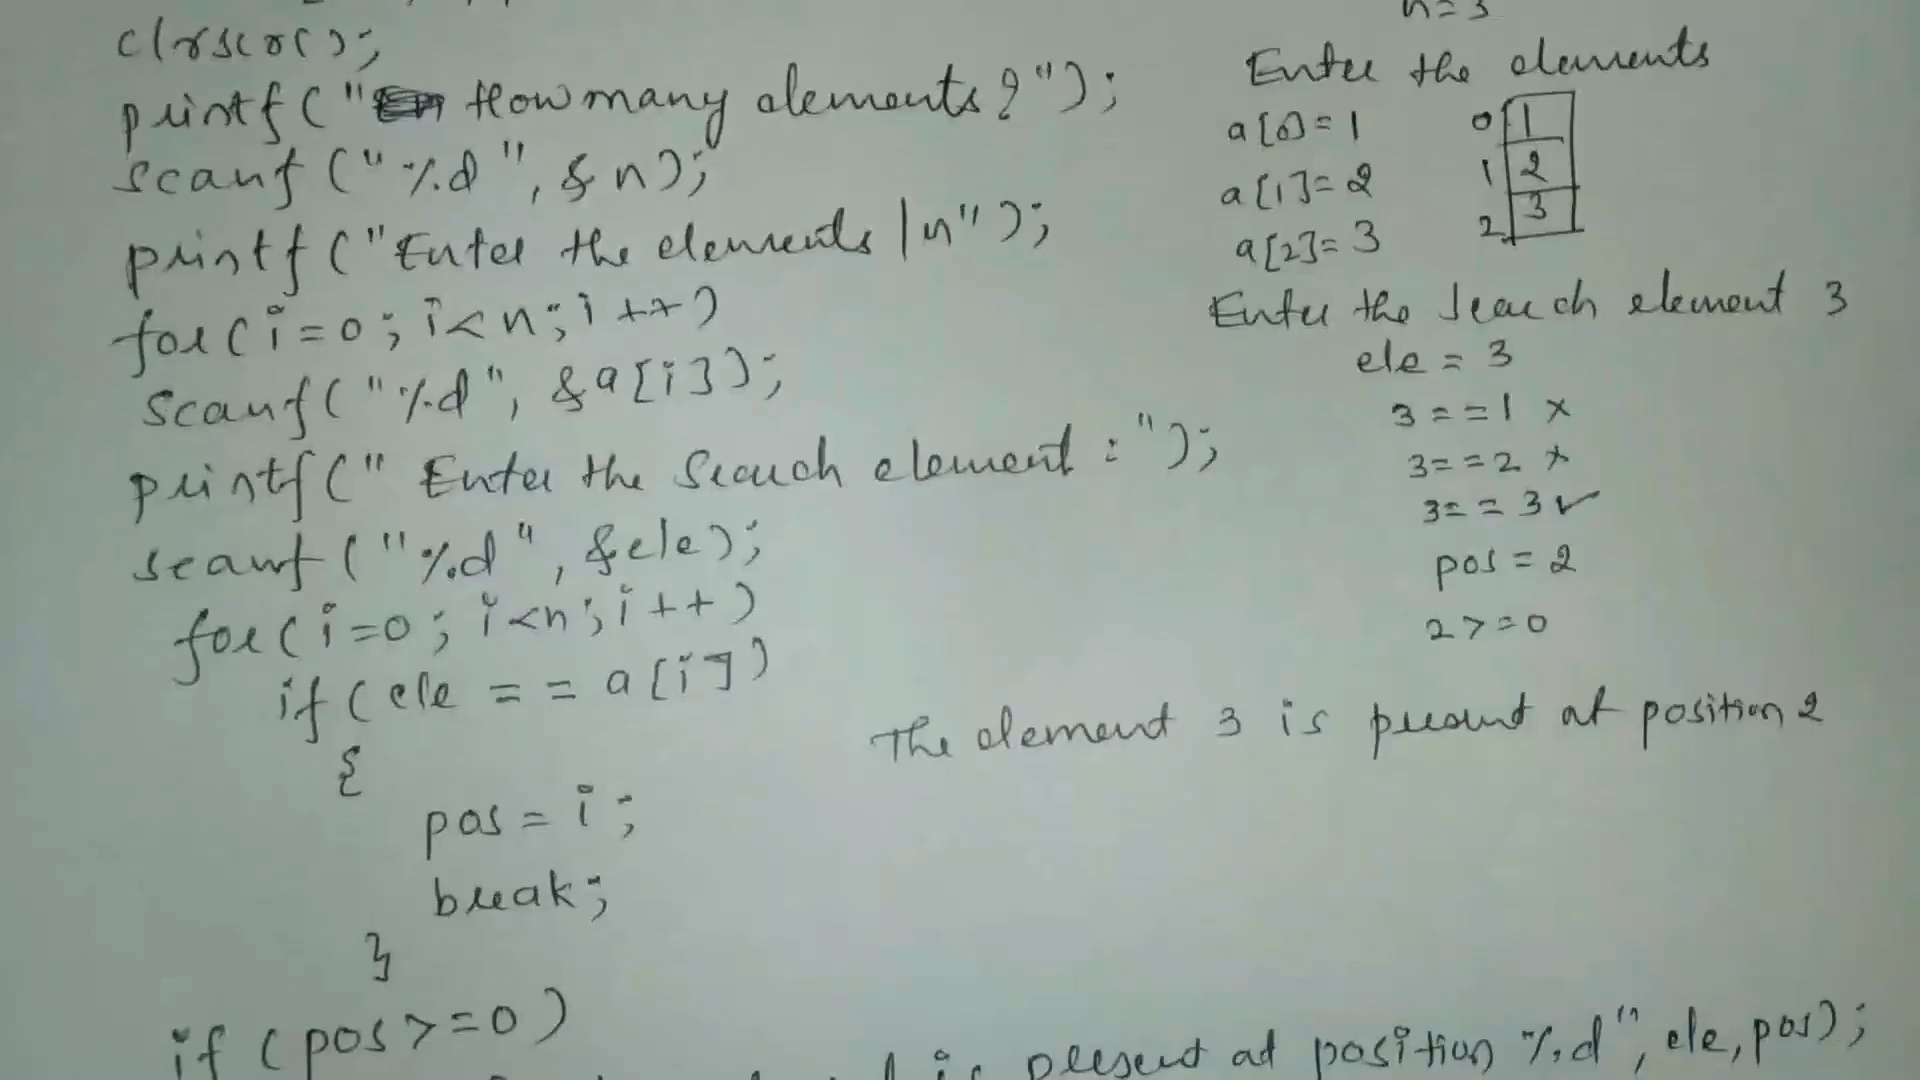 clrscr();
printf("How many elements?");
scanf("%d", &n);
printf("Enter the elements \n");
for(i=0; i<n; i++)
scanf("%d", &a[i]);
printf("Enter the Search element :");
scanf("%d", &ele);
for(i=0; i<n; i++)
if(ele == a[i])
{
pos = i;
break;
}
if (pos>=0)
is present at position %d", ele, pos);
n=3
Enter the elements
a[0]=1
a[1]=2
a[2]=3
0 1
1 2
2 3
Enter the Search element 3
ele = 3
3==1 ×
3==2 ×
3==3 ✓
pos = 2
2>=0
The element 3 is present at position 2